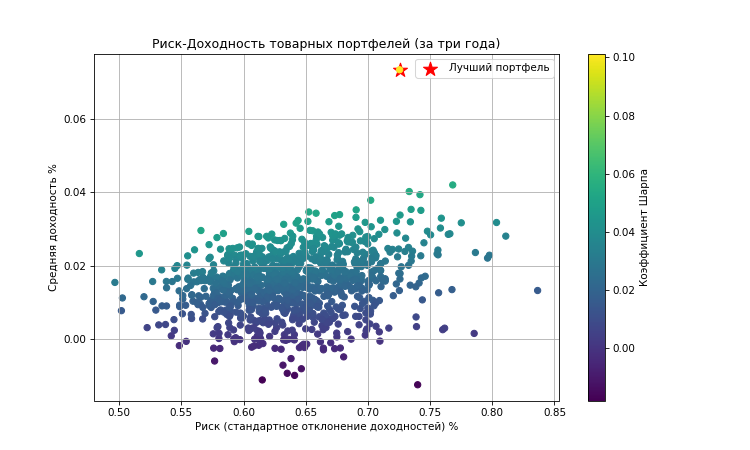 Риск-Доходность товарных портфелей (за три года)
Лучший портфель
Средняя доходность %
0.06
0.04
0.02
0.00
0.50 0.55 0.60 0.65 0.70 0.75 0.80 0.85
Риск (стандартное отклонение доходностей) %
0.10
0.08
0.06
0.04
0.02
0.00
Коэффициент Шарпа